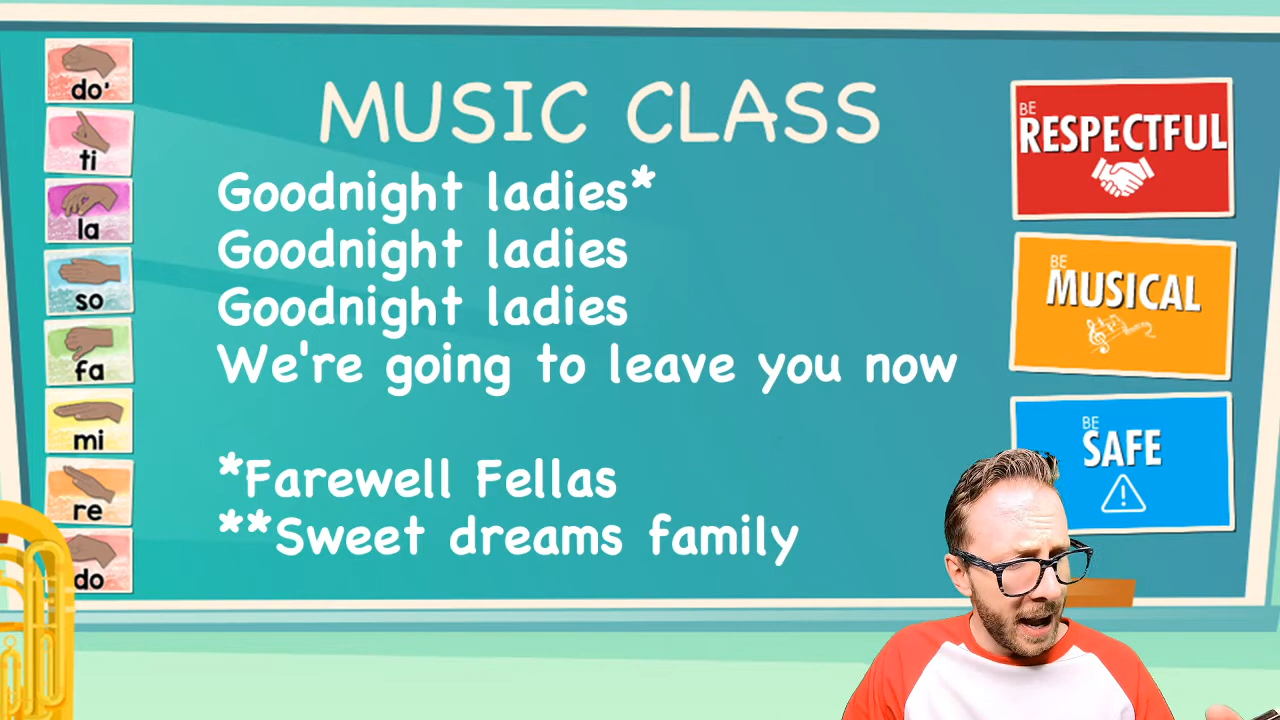 MUSIC CLASS
Goodnight ladies*
Goodnight ladies
Goodnight ladies
We're going to leave you now
*Farewell Fellas
**Sweet dreams family
do'
ti
la
so
fa
mi
re
do
BE
RESPECTFUL
BE
MUSICAL
BE
SAFE